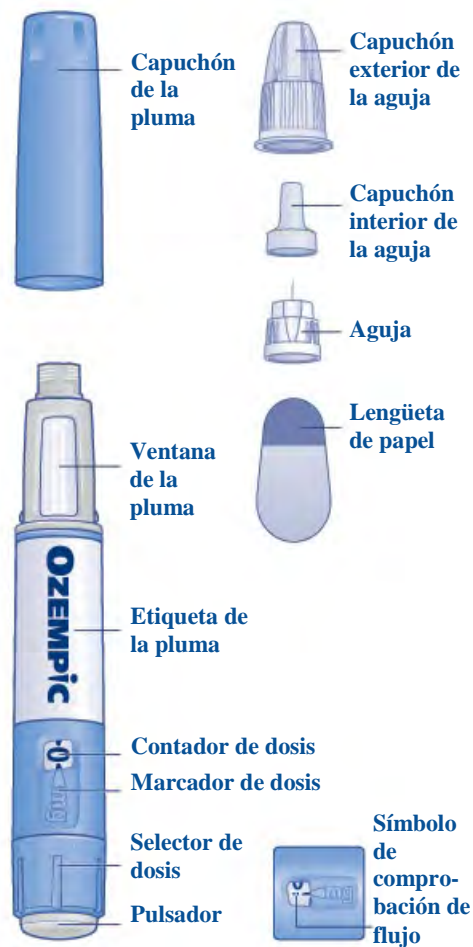 Capuchón
de la
pluma
Capuchón
exterior de
la aguja
Capuchón
interior de
la aguja
Aguja
Lengüeta
de papel
Ventana
de la
pluma
OZEMPIC
Etiqueta de
la pluma
0
Contador de dosis
mg
Marcador de dosis
Selector de
dosis
Pulsador
mg
Símbolo
de
compro-
bación de
flujo